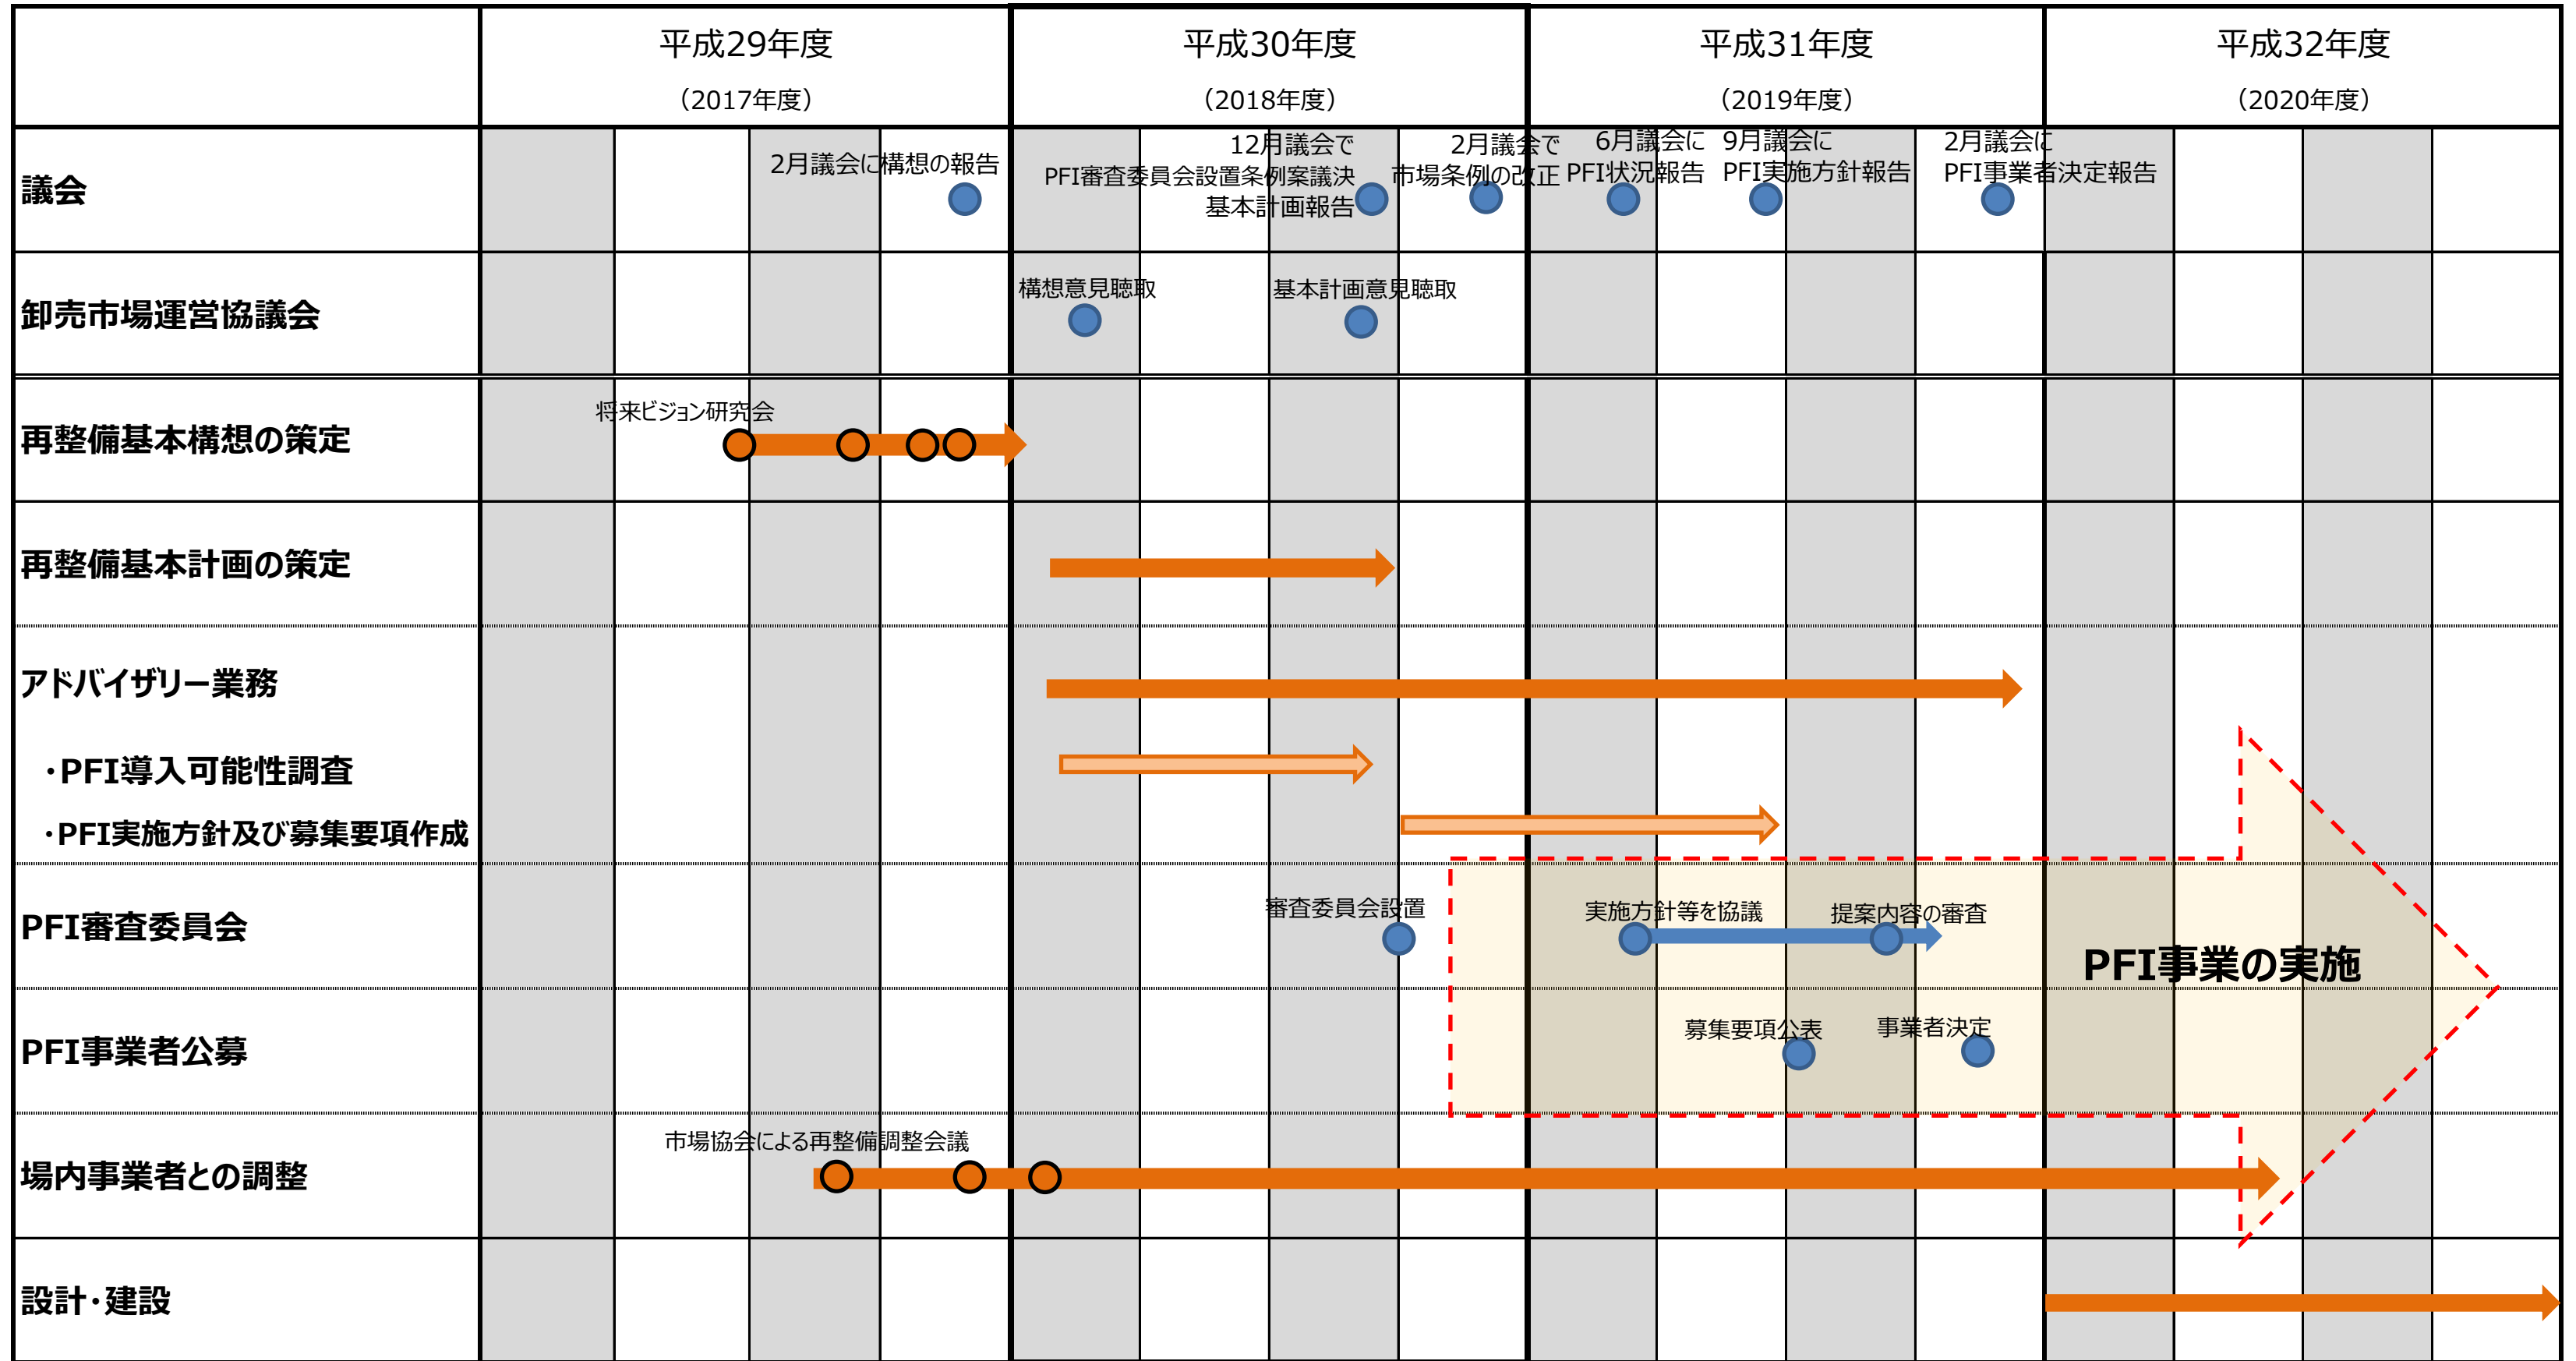 平成29年度
（2017年度）
平成30年度
（2018年度）
平成31年度
（2019年度）
平成32年度
（2020年度）
議会
2月議会に構想の報告
12月議会で
PFI審査委員会設置条例案議決
基本計画報告
2月議会で
市場条例の改正
6月議会に
PFI状況報告
9月議会に
PFI実施方針報告
2月議会に
PFI事業者決定報告
卸売市場運営協議会
構想意見聴取
基本計画意見聴取
再整備基本構想の策定
将来ビジョン研究会
再整備基本計画の策定
アドバイザリー業務
・PFI導入可能性調査
・PFI実施方針及び募集要項作成
PFI審査委員会
審査委員会設置
実施方針等を協議
提案内容の審査
PFI事業の実施
PFI事業者公募
募集要項公表
事業者決定
場内事業者との調整
市場協会による再整備調整会議
設計・建設